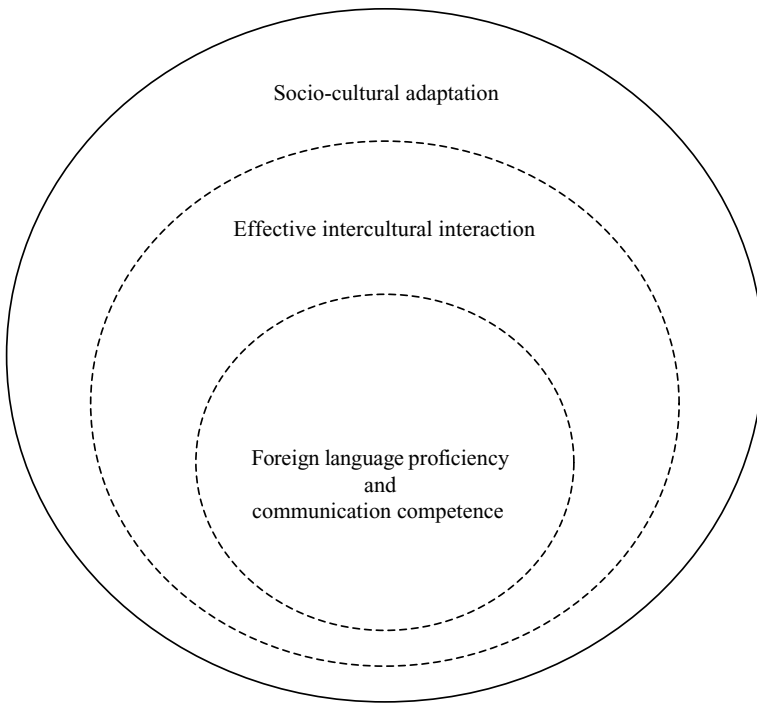 Socio-cultural adaptation
Effective intercultural interaction
Foreign language proficiency
and
communication competence